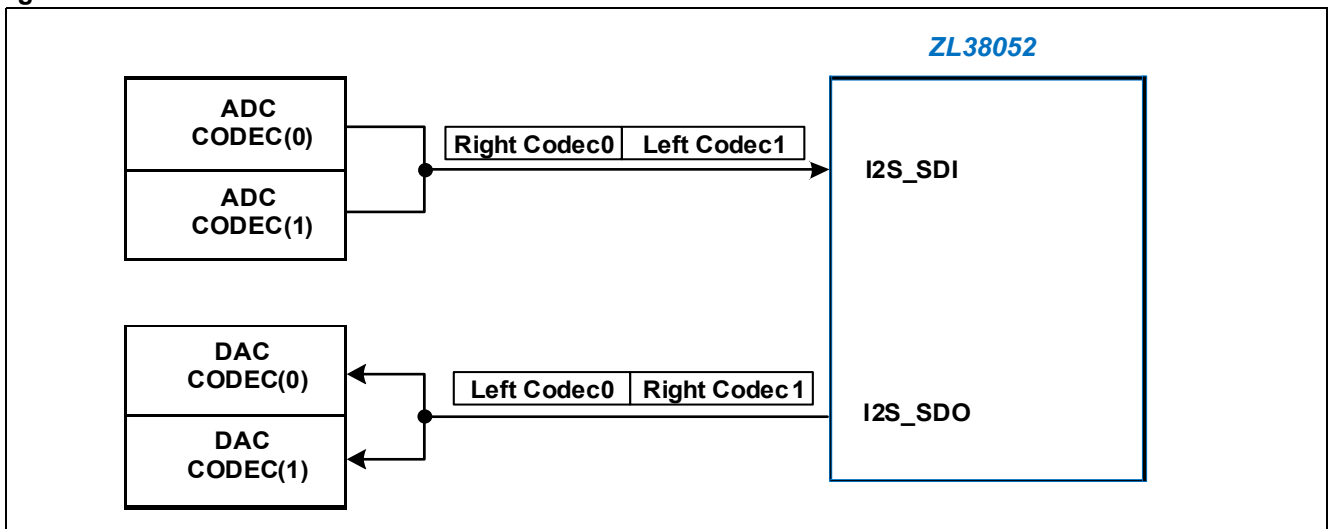 ZL38052
ADC
CODEC(0)
Right Codec0 Left Codec1
I2S_SDI
ADC
CODEC(1)
DAC
CODEC(0)
Left Codec0 Right Codec1
I2S_SDO
DAC
CODEC(1)